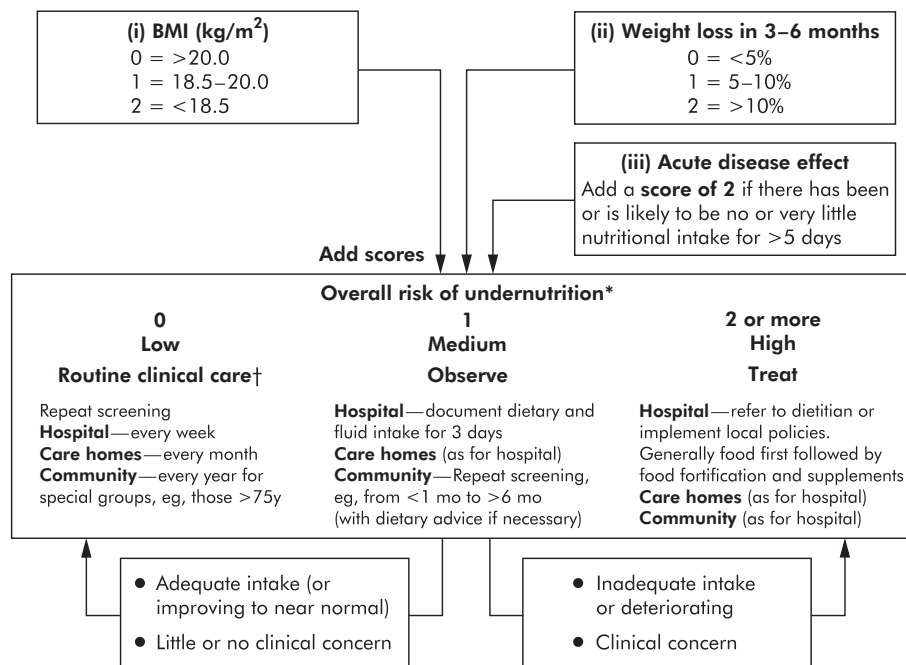 (i) BMI (kg/m²)
0 = >20.0
1 = 18.5–20.0
2 = <18.5
(ii) Weight loss in 3–6 months
0 = <5%
1 = 5–10%
2 = >10%
(iii) Acute disease effect
Add a score of 2 if there has been
or is likely to be no or very little
nutritional intake for >5 days
Add scores
Overall risk of undernutrition*
0
Low
Routine clinical care†
Repeat screening
Hospital—every week
Care homes—every month
Community—every year for
special groups, eg, those >75y
1
Medium
Observe
Hospital—document dietary and
fluid intake for 3 days
Care homes (as for hospital)
Community—Repeat screening,
eg, from <1 mo to >6 mo
(with dietary advice if necessary)
2 or more
High
Treat
Hospital—refer to dietitian or
implement local policies.
Generally food first followed by
food fortification and supplements
Care homes (as for hospital)
Community (as for hospital)
● Adequate intake (or
improving to near normal)
● Little or no clinical concern
● Inadequate intake
or deteriorating
● Clinical concern